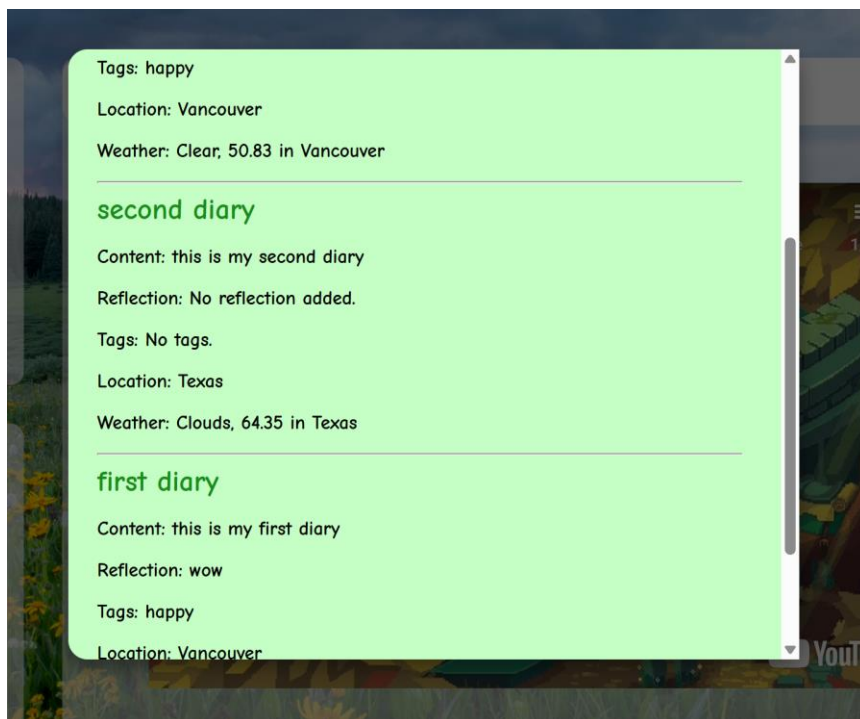 Tags: happy
Location: Vancouver
Weather: Clear, 50.83 in Vancouver
second diary
Content: this is my second diary
Reflection: No reflection added.
Tags: No tags.
Location: Texas
Weather: Clouds, 64.35 in Texas
first diary
Content: this is my first diary
Reflection: wow
Tags: happy
Location: Vancouver